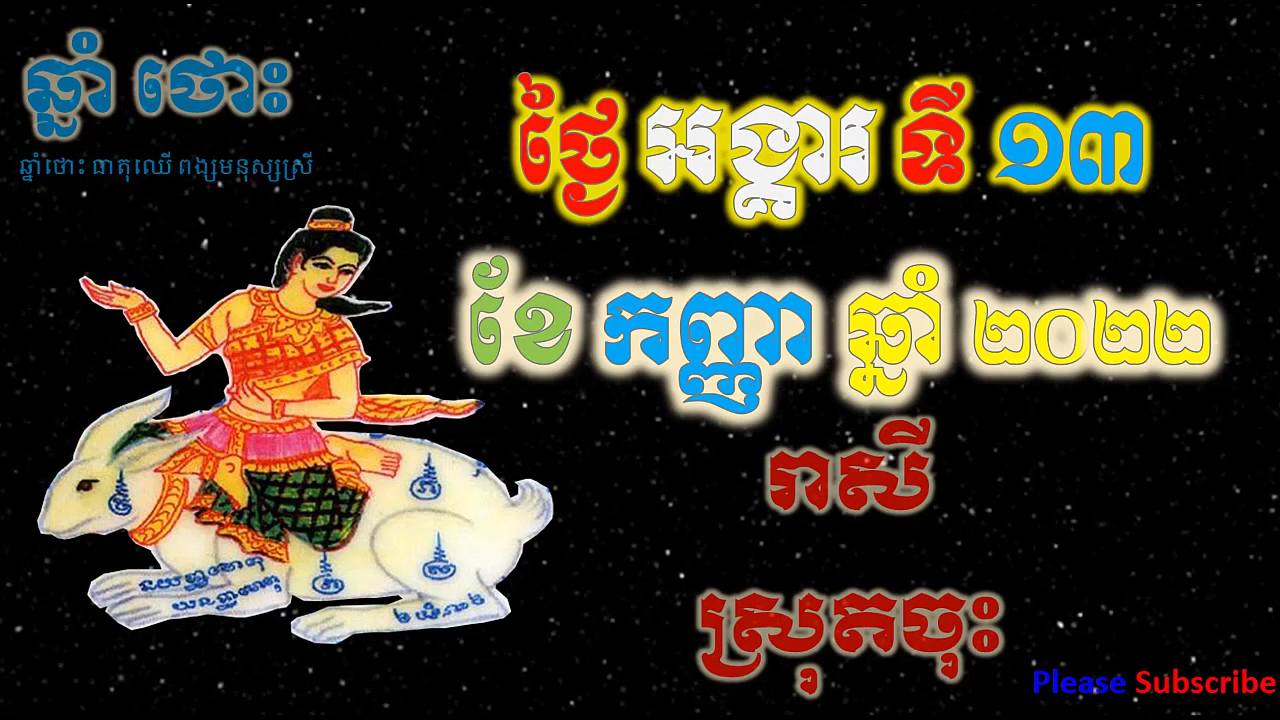 ឆ្នាំ ថោះ
ឆ្នាំថោះ ធាតុឈើ ពង្សមនុស្សស្រី
ថ្ងៃ អង្គារ ទី ១៣
ខែ កញ្ញា ឆ្នាំ ២០២២
រាសី
ស្រុតចុះ
Please Subscribe